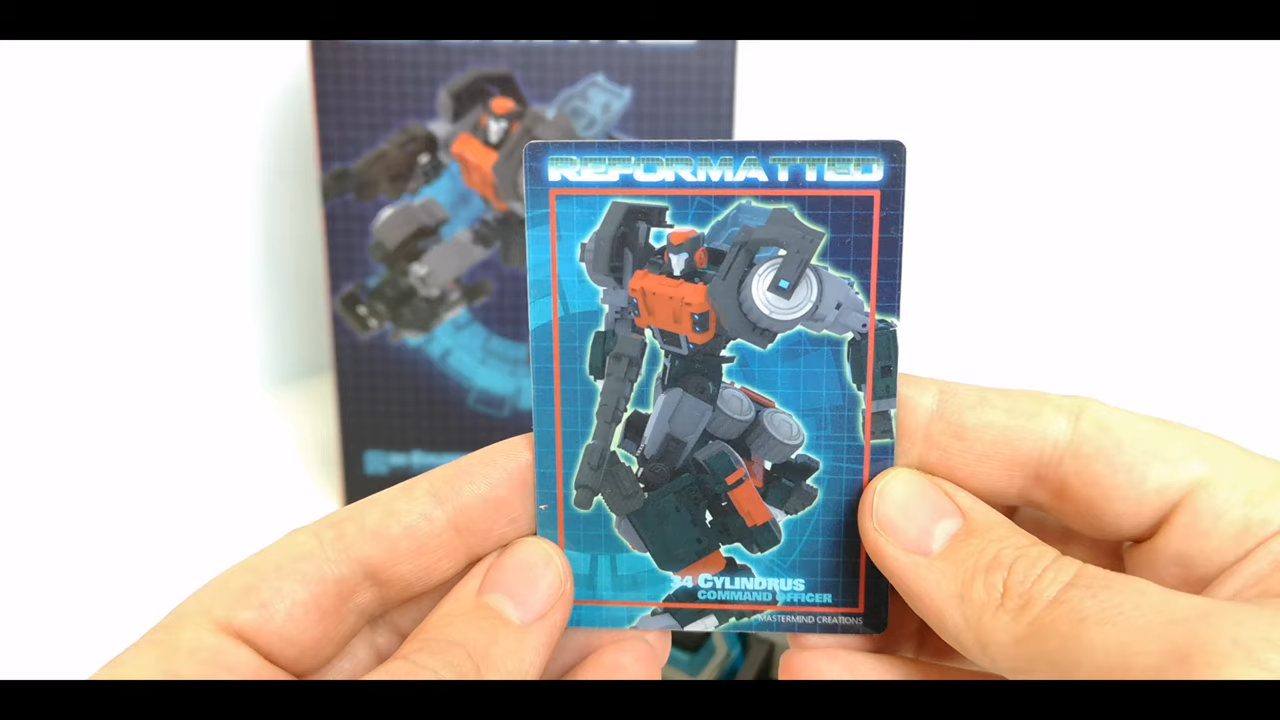 REFORMATTED
34 CYLINDRUS
COMMAND OFFICER
MASTERMIND CREATIONS